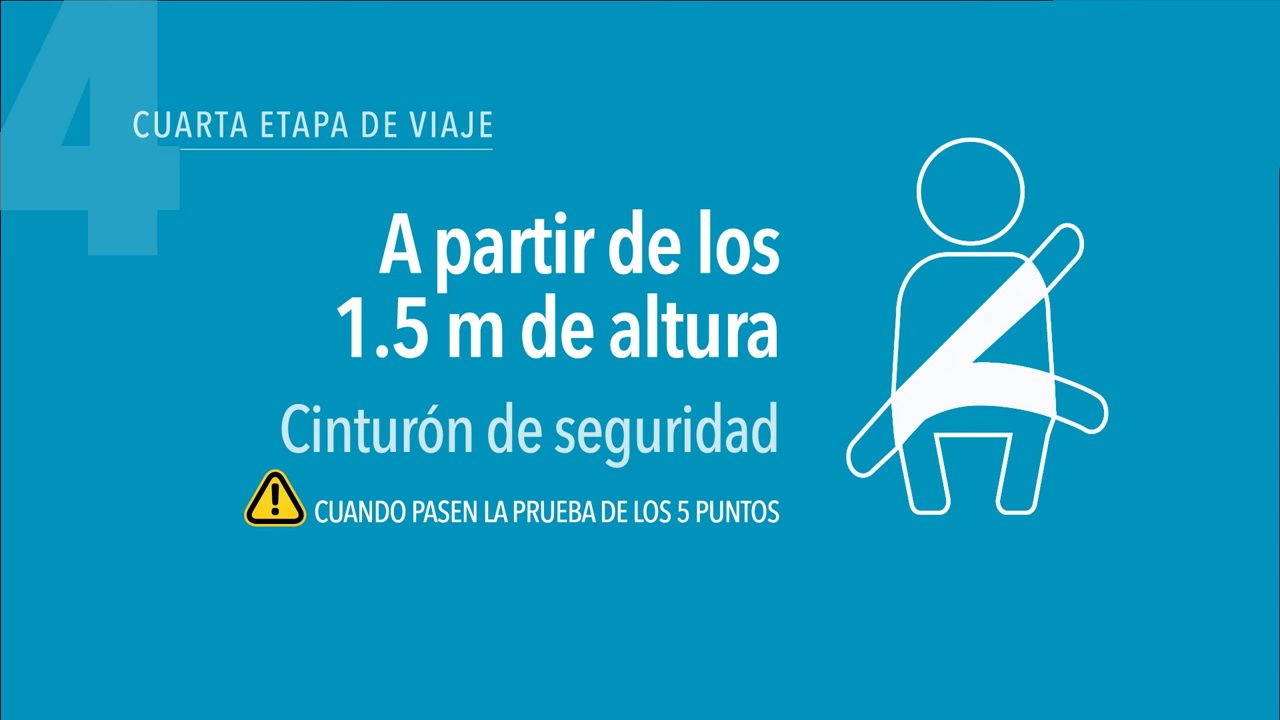 4
CUARTA ETAPA DE VIAJE
A partir de los
1.5 m de altura
Cinturón de seguridad
CUANDO PASEN LA PRUEBA DE LOS 5 PUNTOS